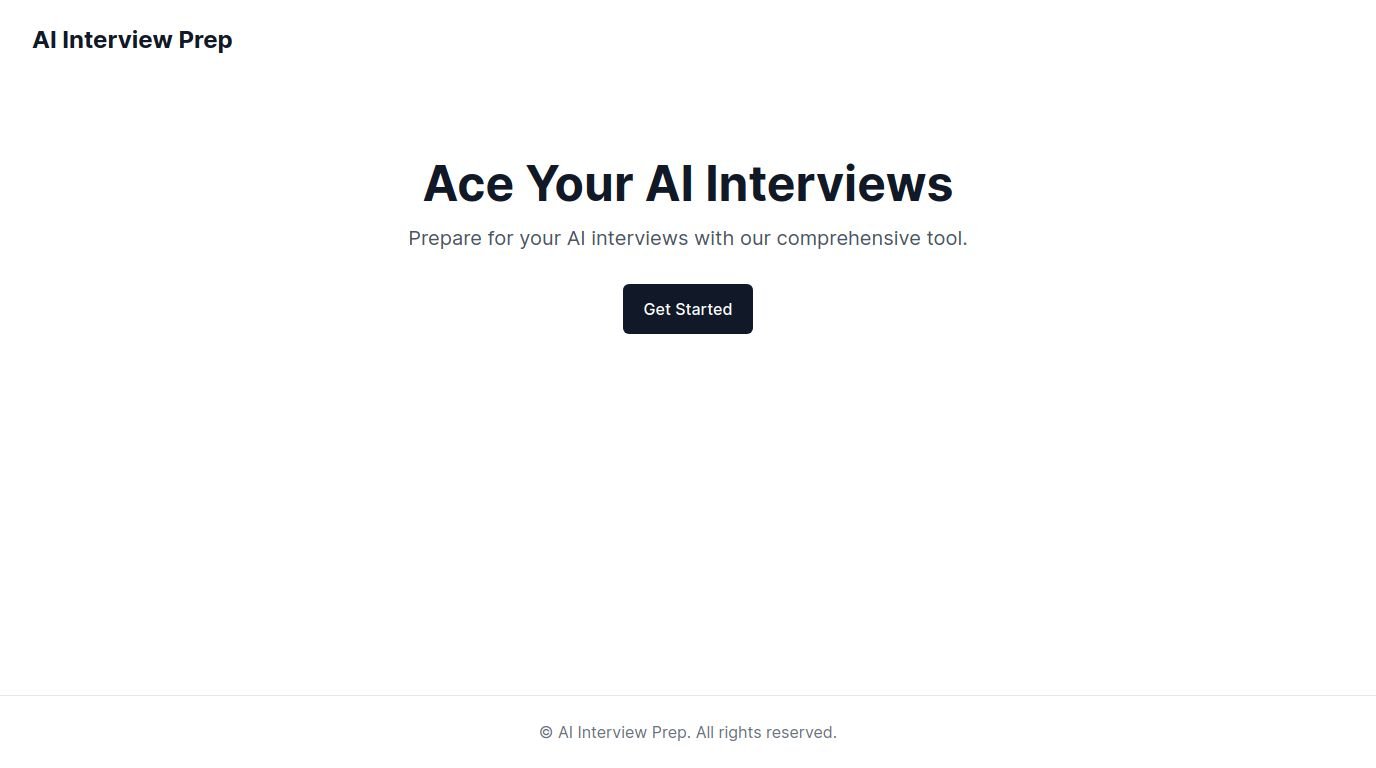 AI Interview Prep
Ace Your AI Interviews
Prepare for your AI interviews with our comprehensive tool.
Get Started
© AI Interview Prep. All rights reserved.